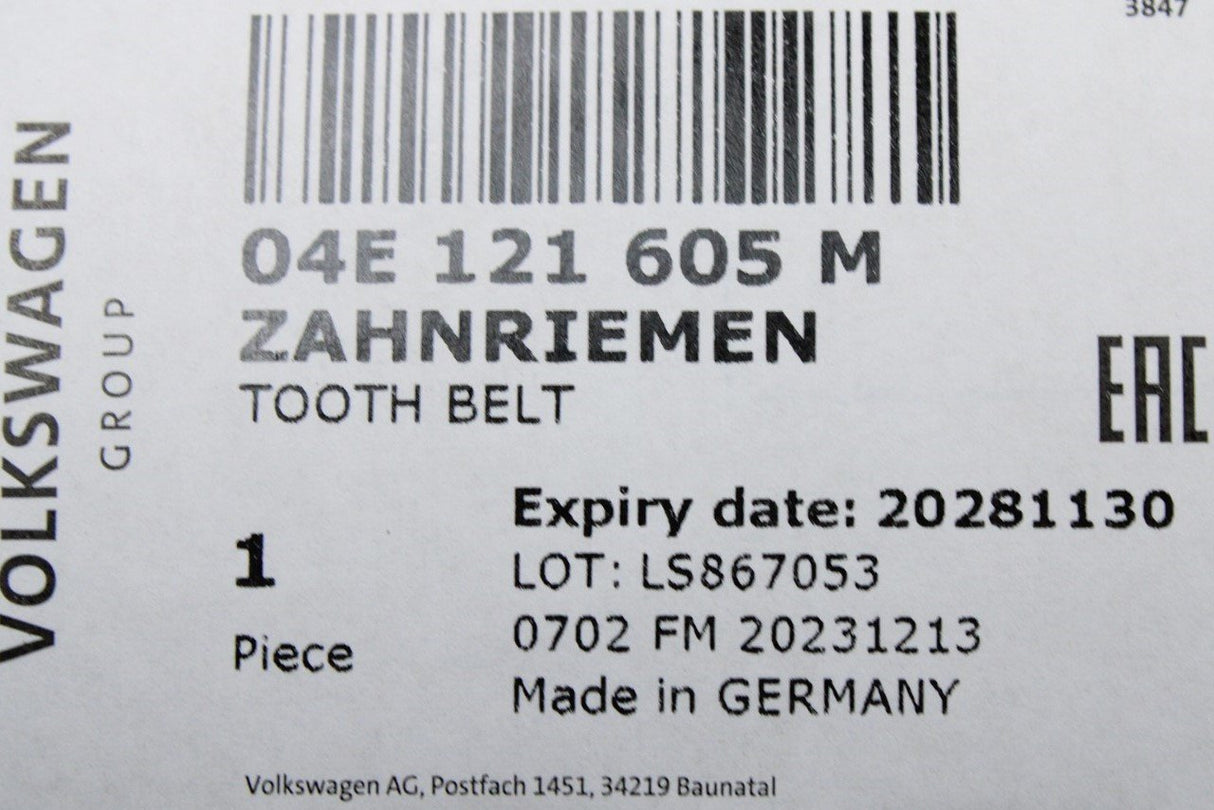 3847
VOLKSWAGEN
GROUP
04E 121 605 M
ZAHNRIEMEN
TOOTH BELT
EAC
Expiry date: 20281130
1
Piece
LOT: LS867053
0702 FM 20231213
Made in GERMANY
Volkswagen AG, Postfach 1451, 34219 Baunatal